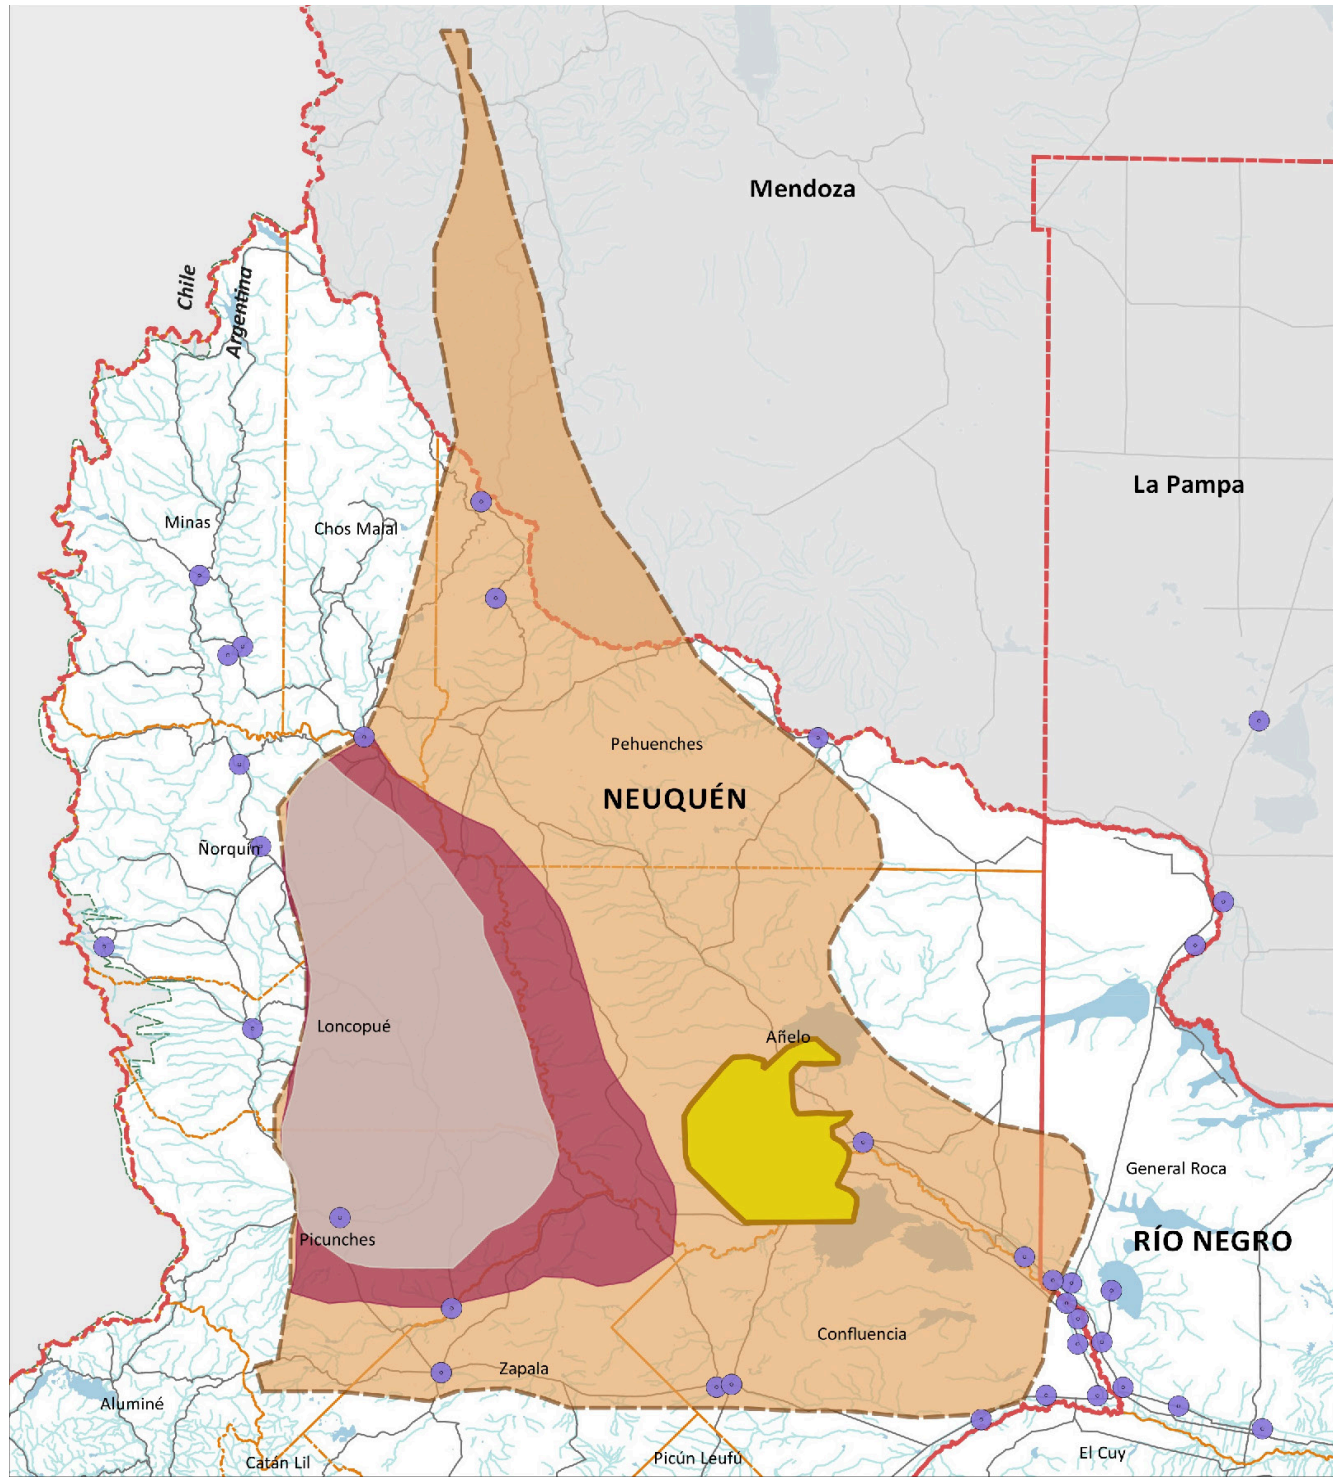 Mendoza
Chile
Argentina
La Pampa
Minas
Chos Malal
Pehuenches
NEUQUÉN
Ñorquín
Loncopué
Añelo
General Roca
Picunches
RÍO NEGRO
Confluencia
Zapala
Aluminé
El Cuy
Picún Leufú
Catán Lil